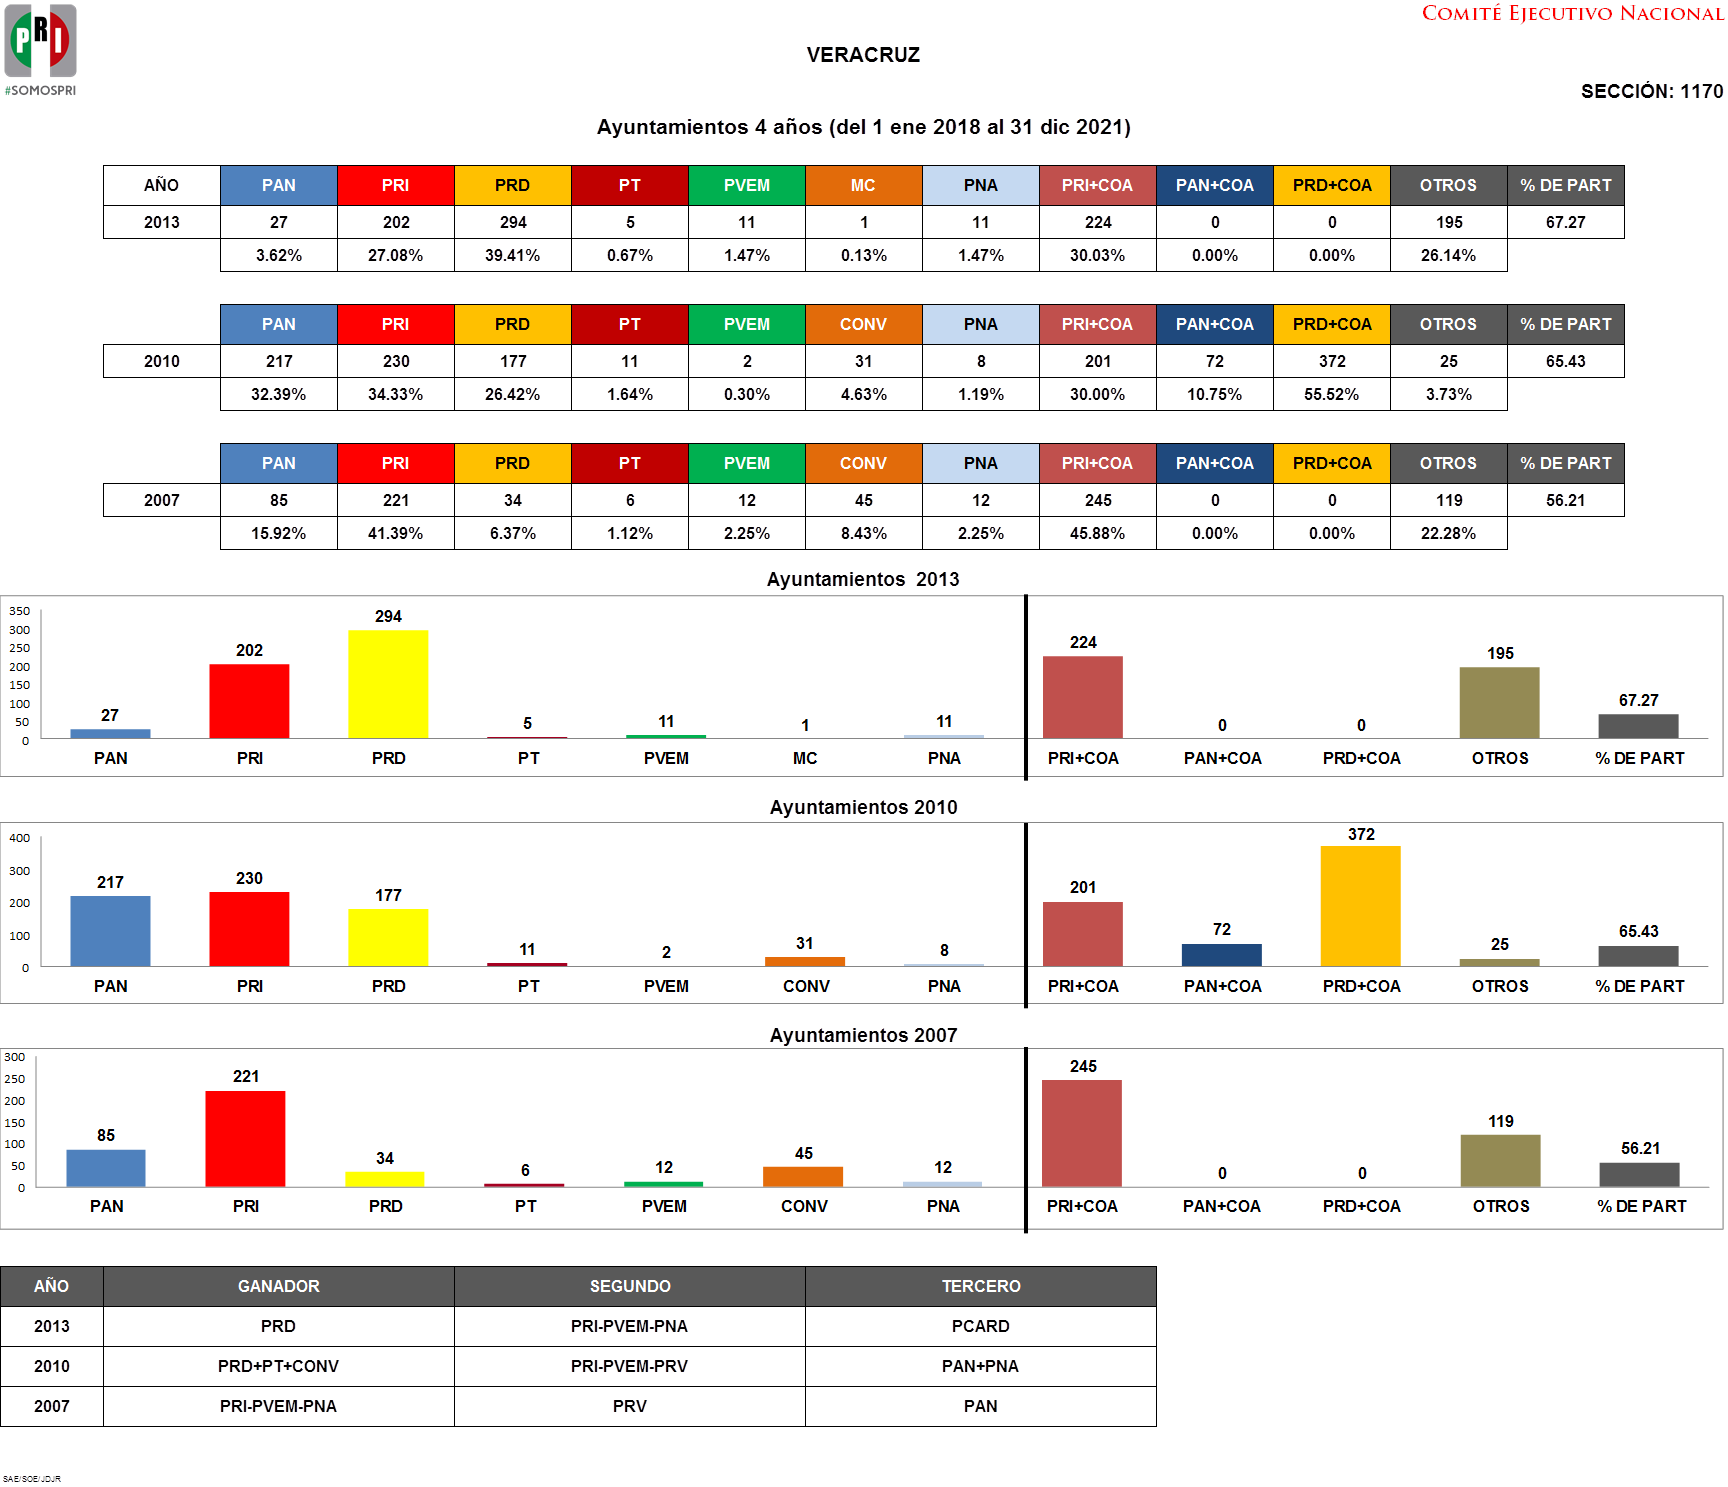 COMITÉ EJECUTIVO NACIONAL
PRI
#SOMOSPRI
VERACRUZ
SECCIÓN: 1170
Ayuntamientos 4 años (del 1 ene 2018 al 31 dic 2021)
AÑO PAN PRI PRD PT PVEM MC PNA PRI+COA PAN+COA PRD+COA OTROS % DE PART
2013 27 202 294 5 11 1 11 224 0 0 195 67.27
3.62% 27.08% 39.41% 0.67% 1.47% 0.13% 1.47% 30.03% 0.00% 0.00% 26.14%
PAN PRI PRD PT PVEM CONV PNA PRI+COA PAN+COA PRD+COA OTROS % DE PART
2010 217 230 177 11 2 31 8 201 72 372 25 65.43
32.39% 34.33% 26.42% 1.64% 0.30% 4.63% 1.19% 30.00% 10.75% 55.52% 3.73%
PAN PRI PRD PT PVEM CONV PNA PRI+COA PAN+COA PRD+COA OTROS % DE PART
2007 85 221 34 6 12 45 12 245 0 0 119 56.21
15.92% 41.39% 6.37% 1.12% 2.25% 8.43% 2.25% 45.88% 0.00% 0.00% 22.28%
Ayuntamientos 2013
350
300
250
200
150
100
50
0
27 202 294 5 11 1 11 224 0 0 195 67.27
PAN PRI PRD PT PVEM MC PNA PRI+COA PAN+COA PRD+COA OTROS % DE PART
Ayuntamientos 2010
400
300
200
100
0
217 230 177 11 2 31 8 201 72 372 25 65.43
PAN PRI PRD PT PVEM CONV PNA PRI+COA PAN+COA PRD+COA OTROS % DE PART
Ayuntamientos 2007
300
250
200
150
100
50
0
85 221 34 6 12 45 12 245 0 0 119 56.21
PAN PRI PRD PT PVEM CONV PNA PRI+COA PAN+COA PRD+COA OTROS % DE PART
AÑO GANADOR SEGUNDO TERCERO
2013 PRD PRI-PVEM-PNA PCARD
2010 PRD+PT+CONV PRI-PVEM-PRV PAN+PNA
2007 PRI-PVEM-PNA PRV PAN
SAE/SOE/JDJR